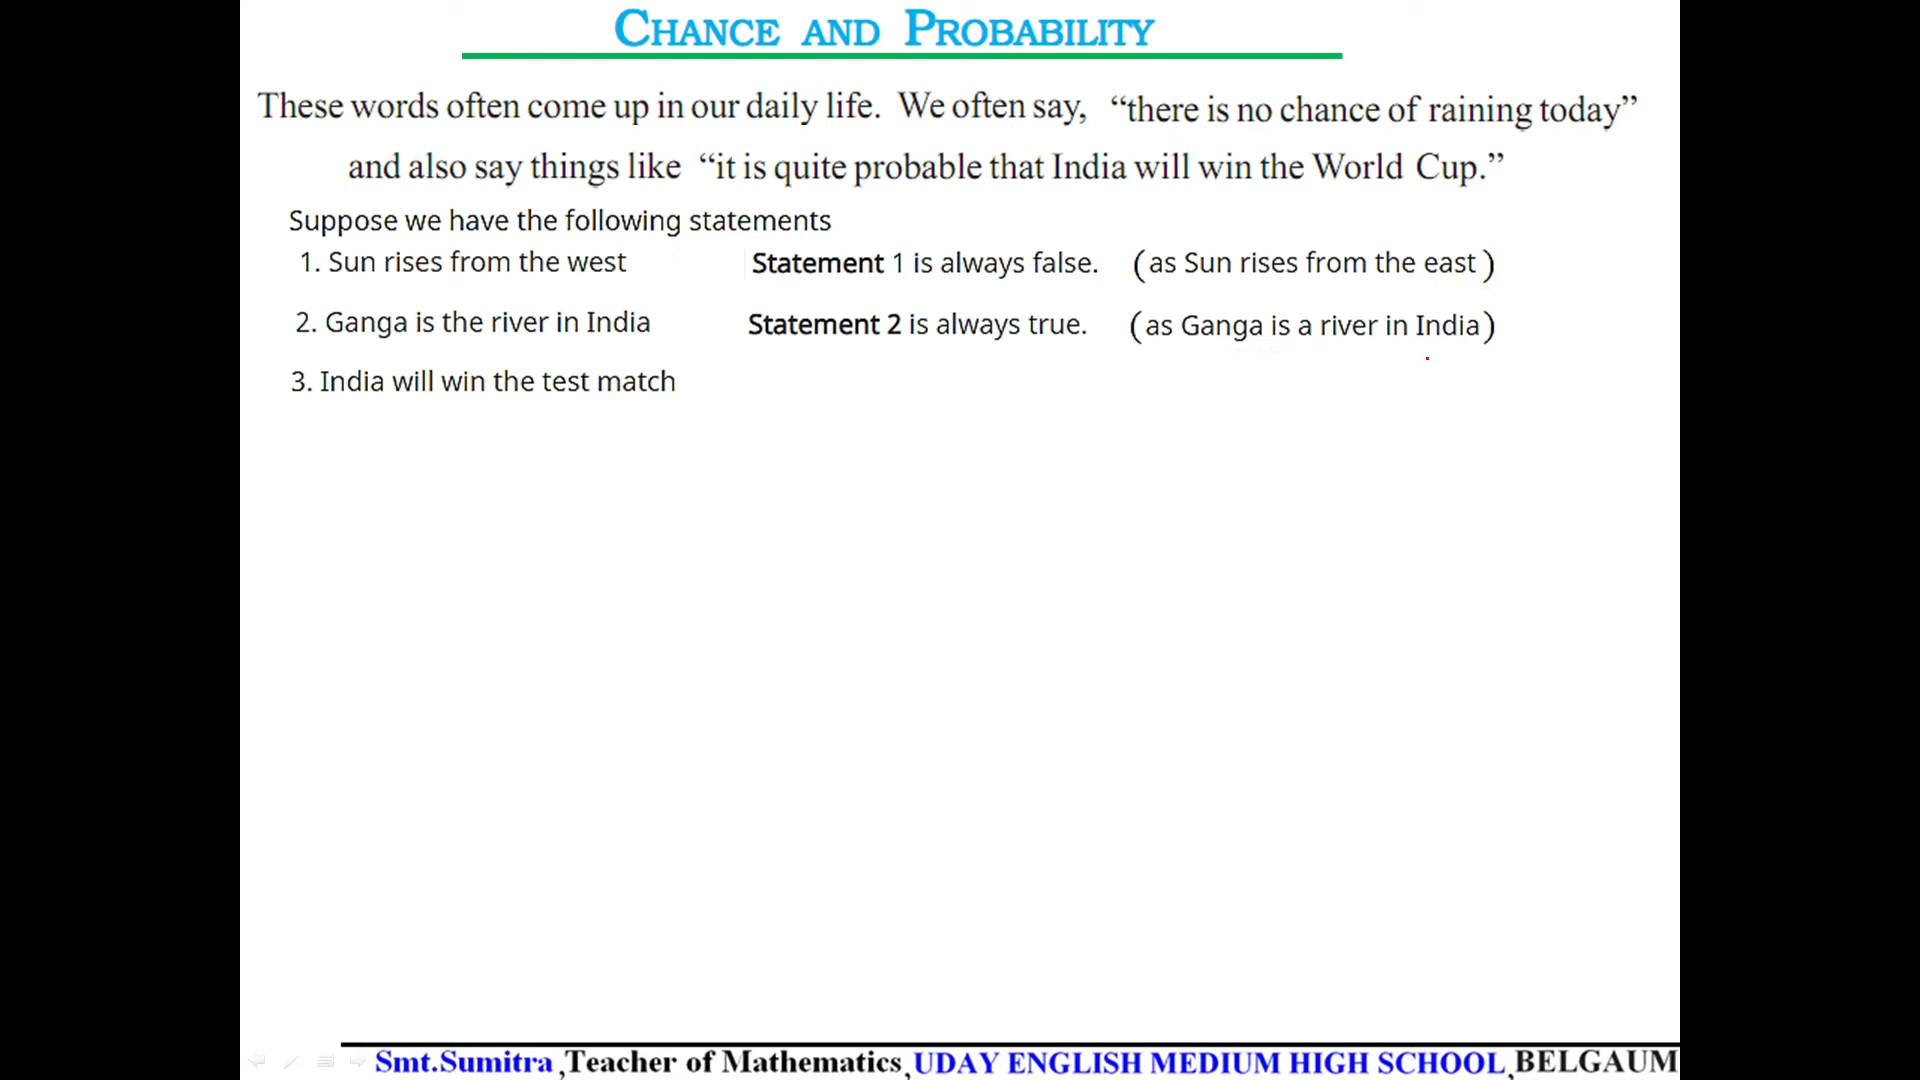 CHANCE AND PROBABILITY
These words often come up in our daily life. We often say, “there is no chance of raining today”
and also say things like “it is quite probable that India will win the World Cup.”
Suppose we have the following statements
1. Sun rises from the west Statement 1 is always false. (as Sun rises from the east)
2. Ganga is the river in India Statement 2 is always true. (as Ganga is a river in India)
3. India will win the test match
Smt.Sumitra ,Teacher of Mathematics,UDAY ENGLISH MEDIUM HIGH SCHOOL,BELGAUM